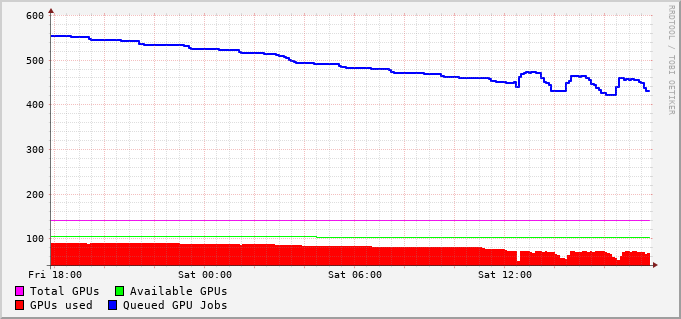 600
500
400
300
200
100
Fri 18:00 Sat 00:00 Sat 06:00 Sat 12:00
Total GPUs Available GPUs
GPUs used Queued GPU Jobs
RRDTOOL / TOBI OETIKER